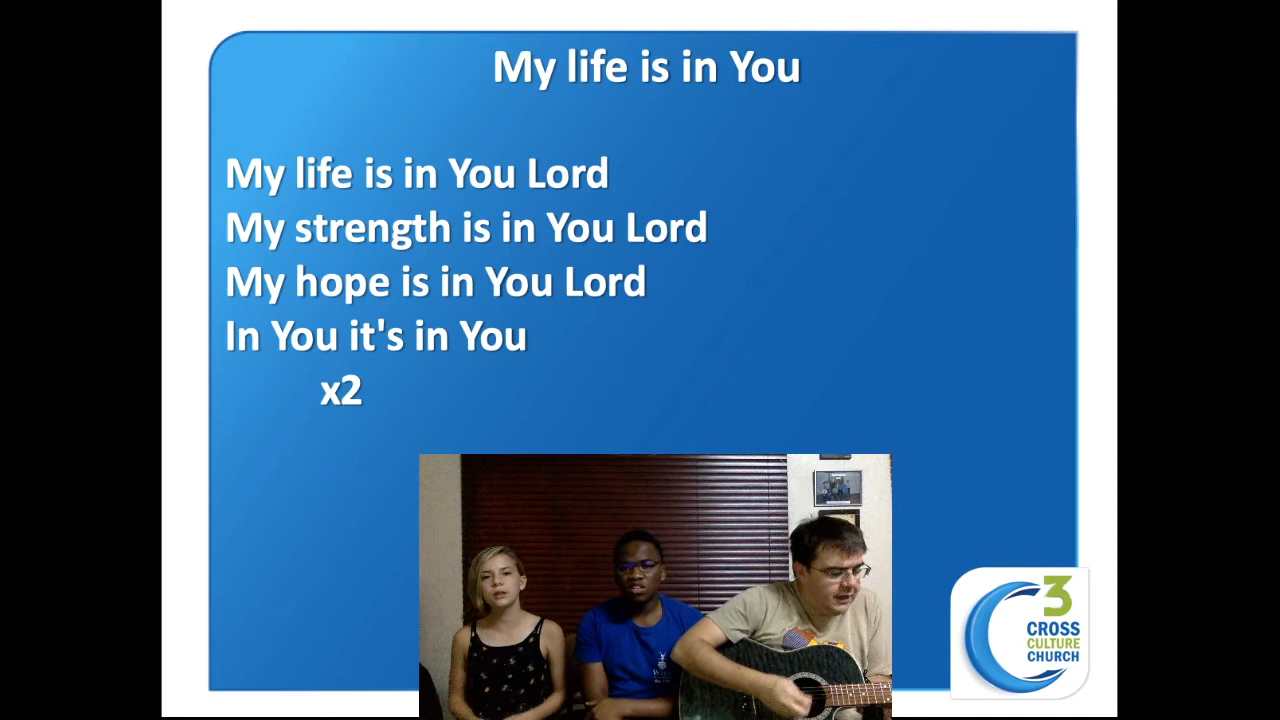 My life is in You
My life is in You Lord
My strength is in You Lord
My hope is in You Lord
In You it's in You
x2
3
CROSS
CULTURE
CHURCH